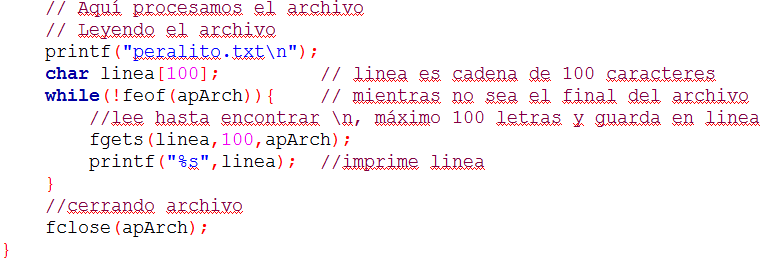 // Aquí procesamos el archivo
// Leyendo el archivo
printf("peralito.txt\n");
char linea[100]; // linea es cadena de 100 caracteres
while(!feof(apArch)){ // mientras no sea el final del archivo
//lee hasta encontrar \n, máximo 100 letras y guarda en linea
fgets(linea,100,apArch);
printf("%s",linea); //imprime linea
}
//cerrando archivo
fclose(apArch);
}